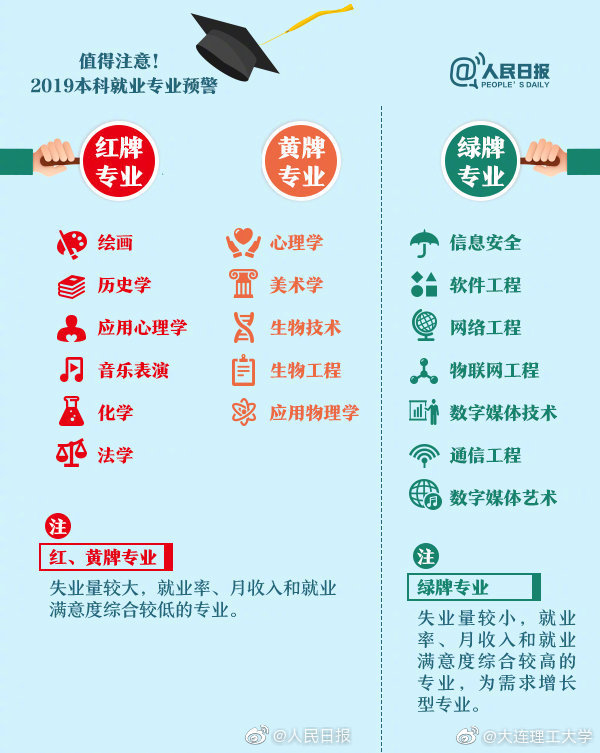 值得注意！
2019本科就业专业预警
@人民日报
PEOPLE'S DAILY
红牌
专业
绘画
历史学
应用心理学
音乐表演
化学
法学
黄牌
专业
心理学
美术学
生物技术
生物工程
应用物理学
注
红、黄牌专业
失业量较大，就业率、月收入和就业
满意度综合较低的专业。
绿牌
专业
信息安全
软件工程
网络工程
物联网工程
数字媒体技术
通信工程
数字媒体艺术
注
绿牌专业
失业量较小，就业
率、月收入和就业
满意度综合较高的
专业，为需求增长
型专业。
@人民日报
@大连理工大学